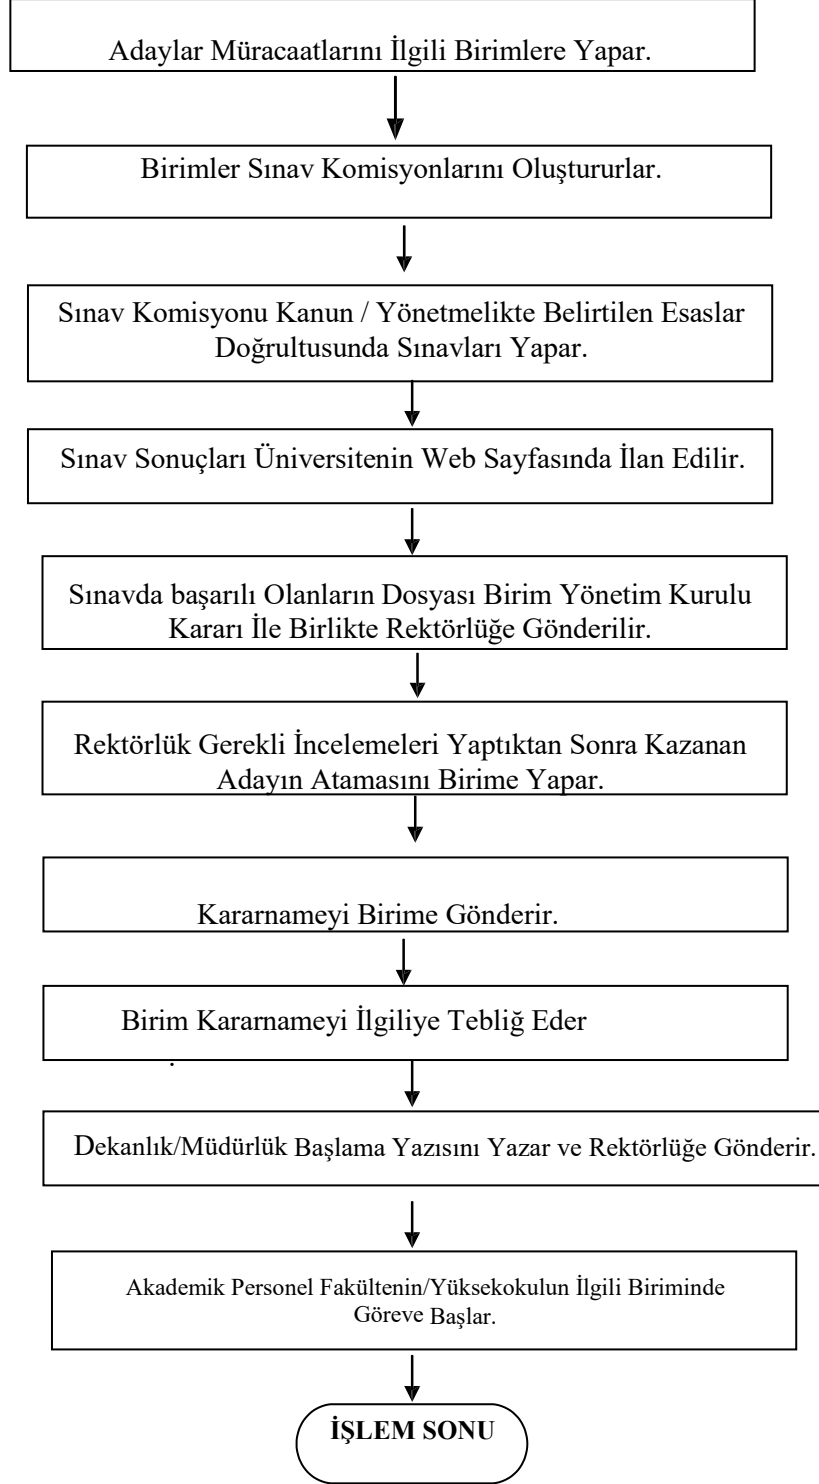 Adaylar Müracaatlarını İlgili Birimlere Yapar.
Birimler Sınav Komisyonlarını Oluştururlar.
Sınav Komisyonu Kanun / Yönetmelikte Belirtilen Esaslar
Doğrultusunda Sınavları Yapar.
Sınav Sonuçları Üniversitenin Web Sayfasında İlan Edilir.
Sınavda başarılı Olanların Dosyası Birim Yönetim Kurulu
Kararı İle Birlikte Rektörlüğe Gönderilir.
Rektörlük Gerekli İncelemeleri Yaptıktan Sonra Kazanan
Adayın Atamasını Birime Yapar.
Kararnameyi Birime Gönderir.
Birim Kararnameyi İlgiliye Tebliğ Eder
.
Dekanlık/Müdürlük Başlama Yazısını Yazar ve Rektörlüğe Gönderir.
Akademik Personel Fakültenin/Yüksekokulun İlgili Biriminde
Göreve Başlar.
İŞLEM SONU